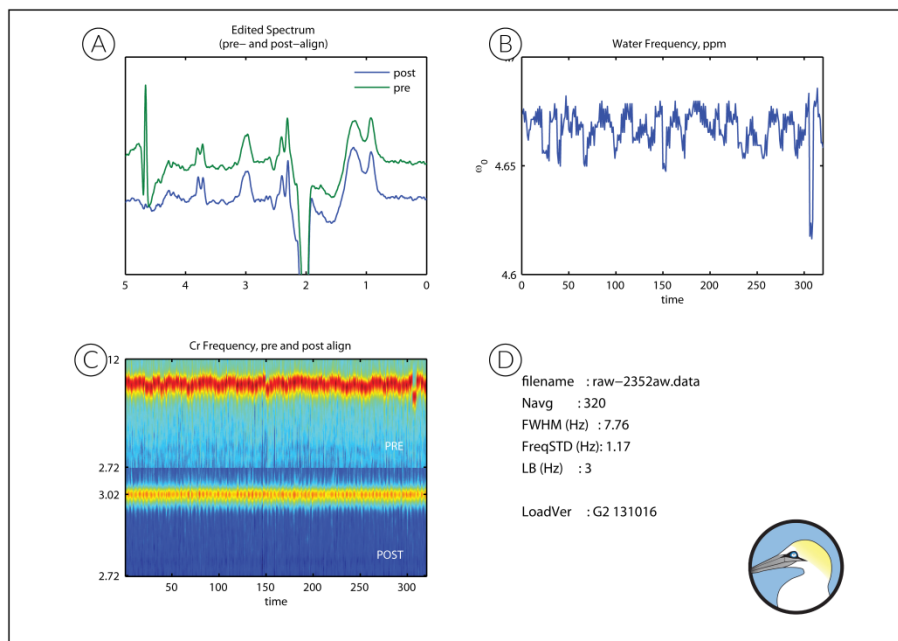 A
Edited Spectrum
(pre- and post-align)
post
pre
5 4 3 2 1 0
B
Water Frequency, ppm
4.65
4.6
ω0
0 50 100 150 200 250 300
time
C
Cr Frequency, pre and post align
12
PRE
2.72
3.02
POST
2.72
50 100 150 200 250 300
time
D
filename : raw-2352aw.data
Navg : 320
FWHM (Hz) : 7.76
FreqSTD (Hz): 1.17
LB (Hz) : 3
LoadVer : G2 131016